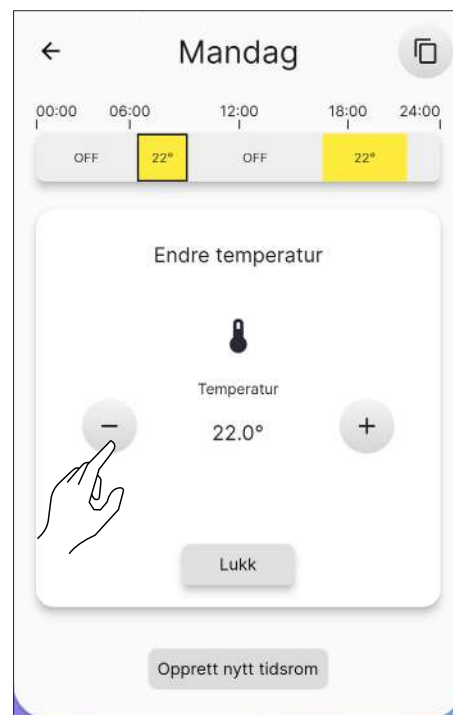 Mandag
00:00 06:00 12:00 18:00 24:00
OFF 22° OFF 22°
Endre temperatur
Temperatur
22.0°
Lukk
Opprett nytt tidsrom